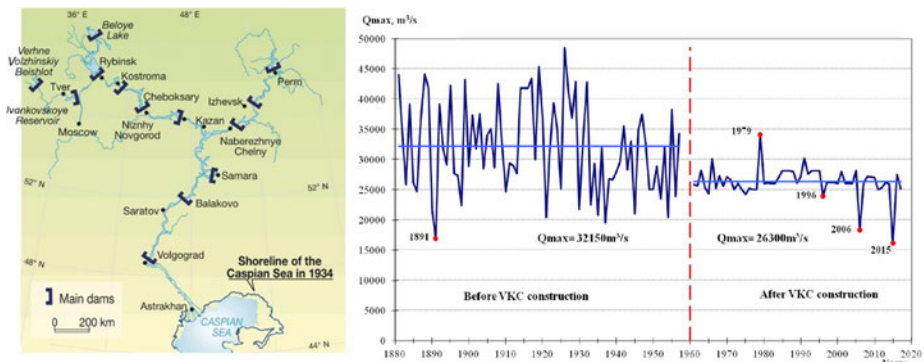 36° E
48° E
Beloye
Lake
Verhne
Volzhinskiy
Beishlot
Rybinsk
Kostroma
Perm
Tver
Cheboksary
Izhevsk
Ivankovskoye
Reservoir
Kazan
Moscow
Nizhny
Novgorod
Naberezhnye
Chelny
52° N
Samara
52° N
Balakovo
Saratov
48° N
Volgograd
Shoreline of the
Caspian Sea in 1934
Main dams
0 200 km
Astrakhan
CASPIAN
SEA
44° N
Qmax, m³/s
50000
45000
40000
35000
30000
25000
20000
15000
10000
5000
0
1979
1891
1996
2006
2015
Qmax= 32150m³/s
Qmax= 26300m³/s
Before VKC construction
After VKC construction
1880 1890 1900 1910 1920 1930 1940 1950 1960 1970 1980 1990 2000 2010 2020